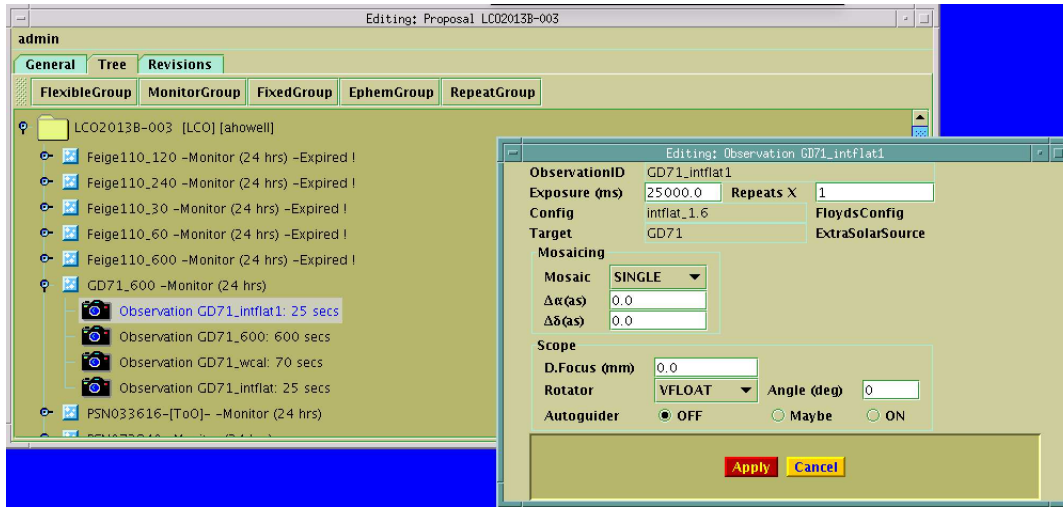 Editing: Proposal LCO2013B-003
admin
General Tree Revisions
FlexibleGroup MonitorGroup FixedGroup EphemGroup RepeatGroup
LCO2013B-003 [LCO] [ahowell]
Feige110_120 -Monitor (24 hrs) -Expired !
Feige110_240 -Monitor (24 hrs) -Expired !
Feige110_30 -Monitor (24 hrs) -Expired !
Feige110_60 -Monitor (24 hrs) -Expired !
Feige110_600 -Monitor (24 hrs) -Expired !
GD71_600 -Monitor (24 hrs)
Observation GD71_intflat1: 25 secs
Observation GD71_600: 600 secs
Observation GD71_wcal: 70 secs
Observation GD71_intflat: 25 secs
PSN033616-[ToO]- -Monitor (24 hrs)
Editing: Observation GD71_intflat1
ObservationID GD71_intflat1
Exposure (ms) 25000.0 Repeats X 1
Config intflat_1.6 FloydsConfig
Target GD71 ExtraSolarSource
Mosaicing
Mosaic SINGLE
Δα(as) 0.0
Δδ(as) 0.0
Scope
D.Focus (mm) 0.0
Rotator VFLOAT Angle (deg) 0
Autoguider OFF Maybe ON
Apply Cancel